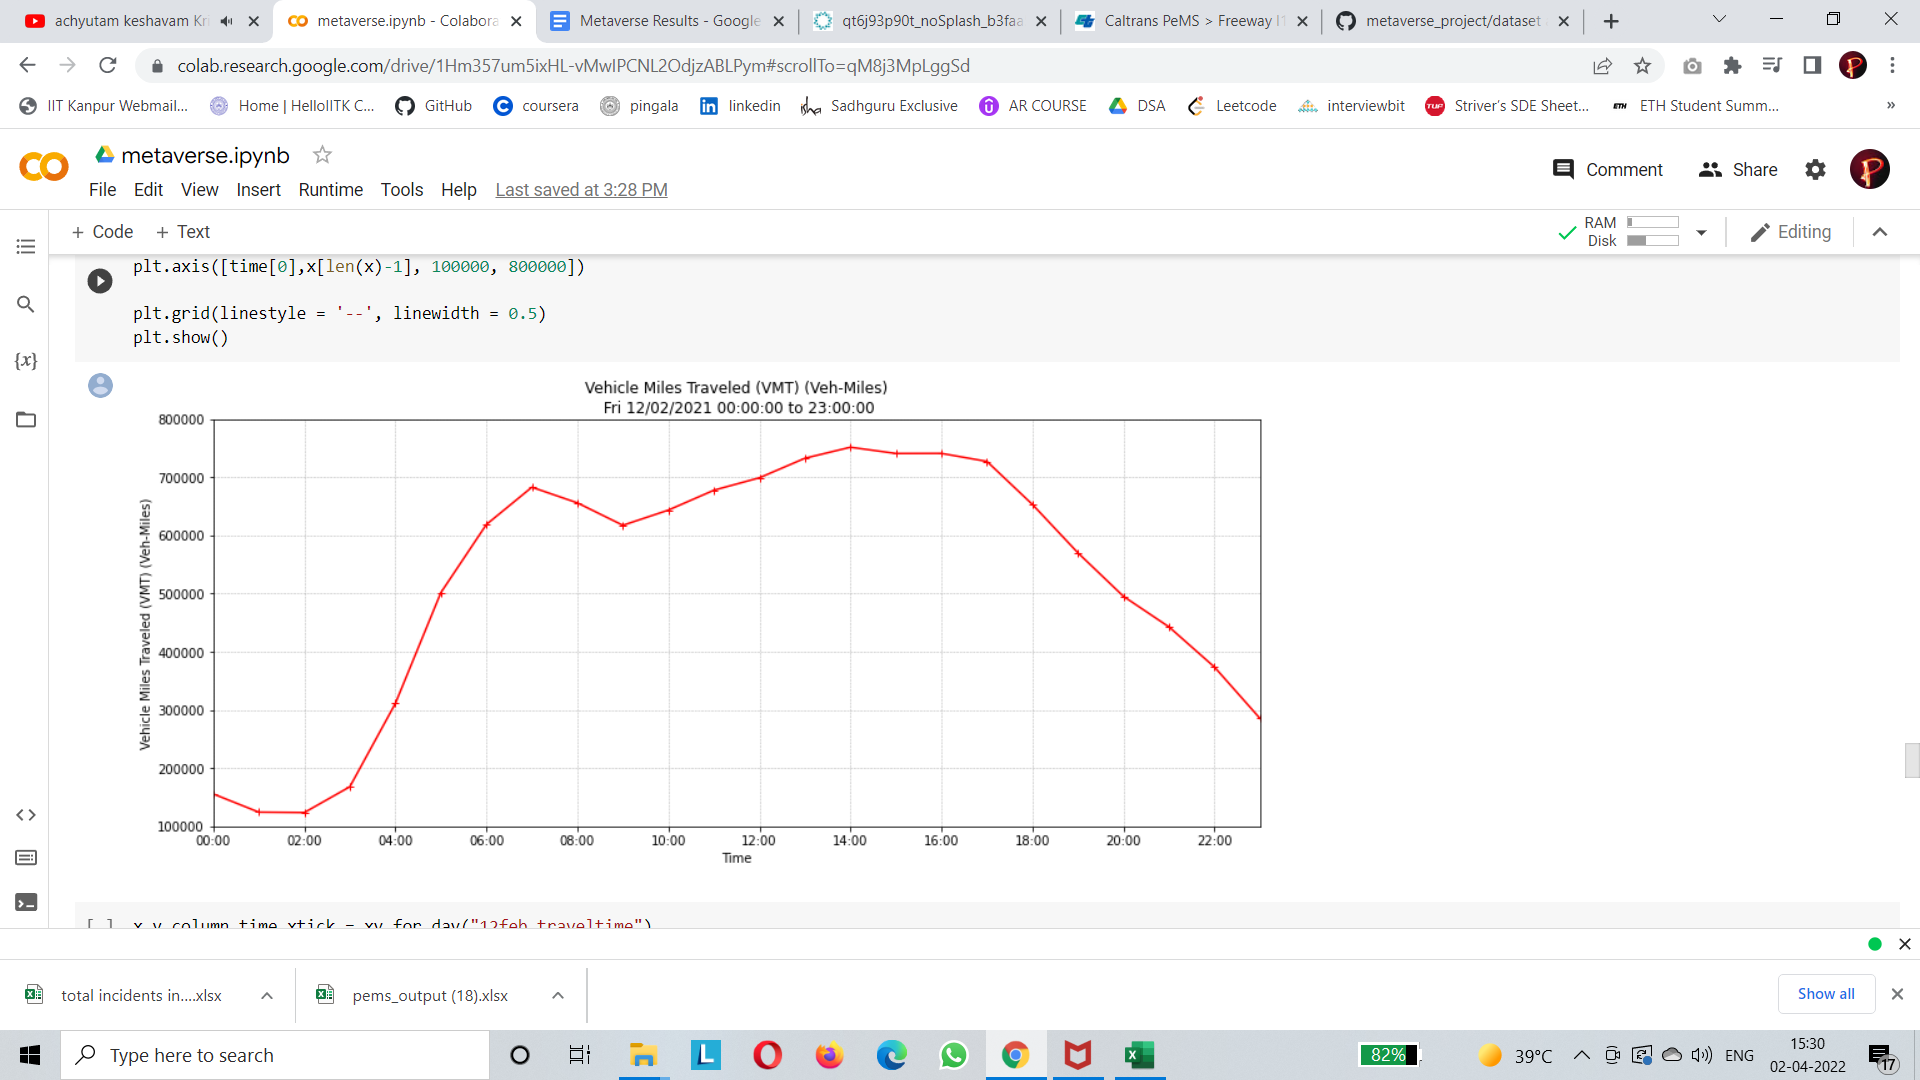 achyutam keshavam Kri
metaverse.ipynb - Colabora
Metaverse Results - Google
qt6j93p90t_noSplash_b3faa
Caltrans PeMS > Freeway I1
metaverse_project/dataset
colab.research.google.com/drive/1Hm357um5ixHL-vMwIPCNL2OdjzABLPym#scrollTo=qM8j3MpLggSd
IIT Kanpur Webmail...
Home | HelloIITK C...
GitHub
coursera
pingala
linkedin
Sadhguru Exclusive
AR COURSE
DSA
Leetcode
interviewbit
TUF
Striver's SDE Sheet...
ETH
ETH Student Summ...
»
metaverse.ipynb
Comment
Share
File Edit View Insert Runtime Tools Help Last saved at 3:28 PM
+ Code + Text
RAM
Disk
Editing
plt.axis([time[0],x[len(x)-1], 100000, 800000])
plt.grid(linestyle = '--', linewidth = 0.5)
plt.show()
{x}
Vehicle Miles Traveled (VMT) (Veh-Miles)
Fri 12/02/2021 00:00:00 to 23:00:00
Vehicle Miles Traveled (VMT) (Veh-Miles)
800000
700000
600000
500000
400000
300000
200000
100000
00:00 02:00 04:00 06:00 08:00 10:00 12:00 14:00 16:00 18:00 20:00 22:00
Time
[ ] x,y,column,time,xtick = xy_for_day("12feb_traveltime")
total incidents in....xlsx
pems_output (18).xlsx
Show all
Type here to search
L
82%
39°C
ENG
15:30
02-04-2022
17